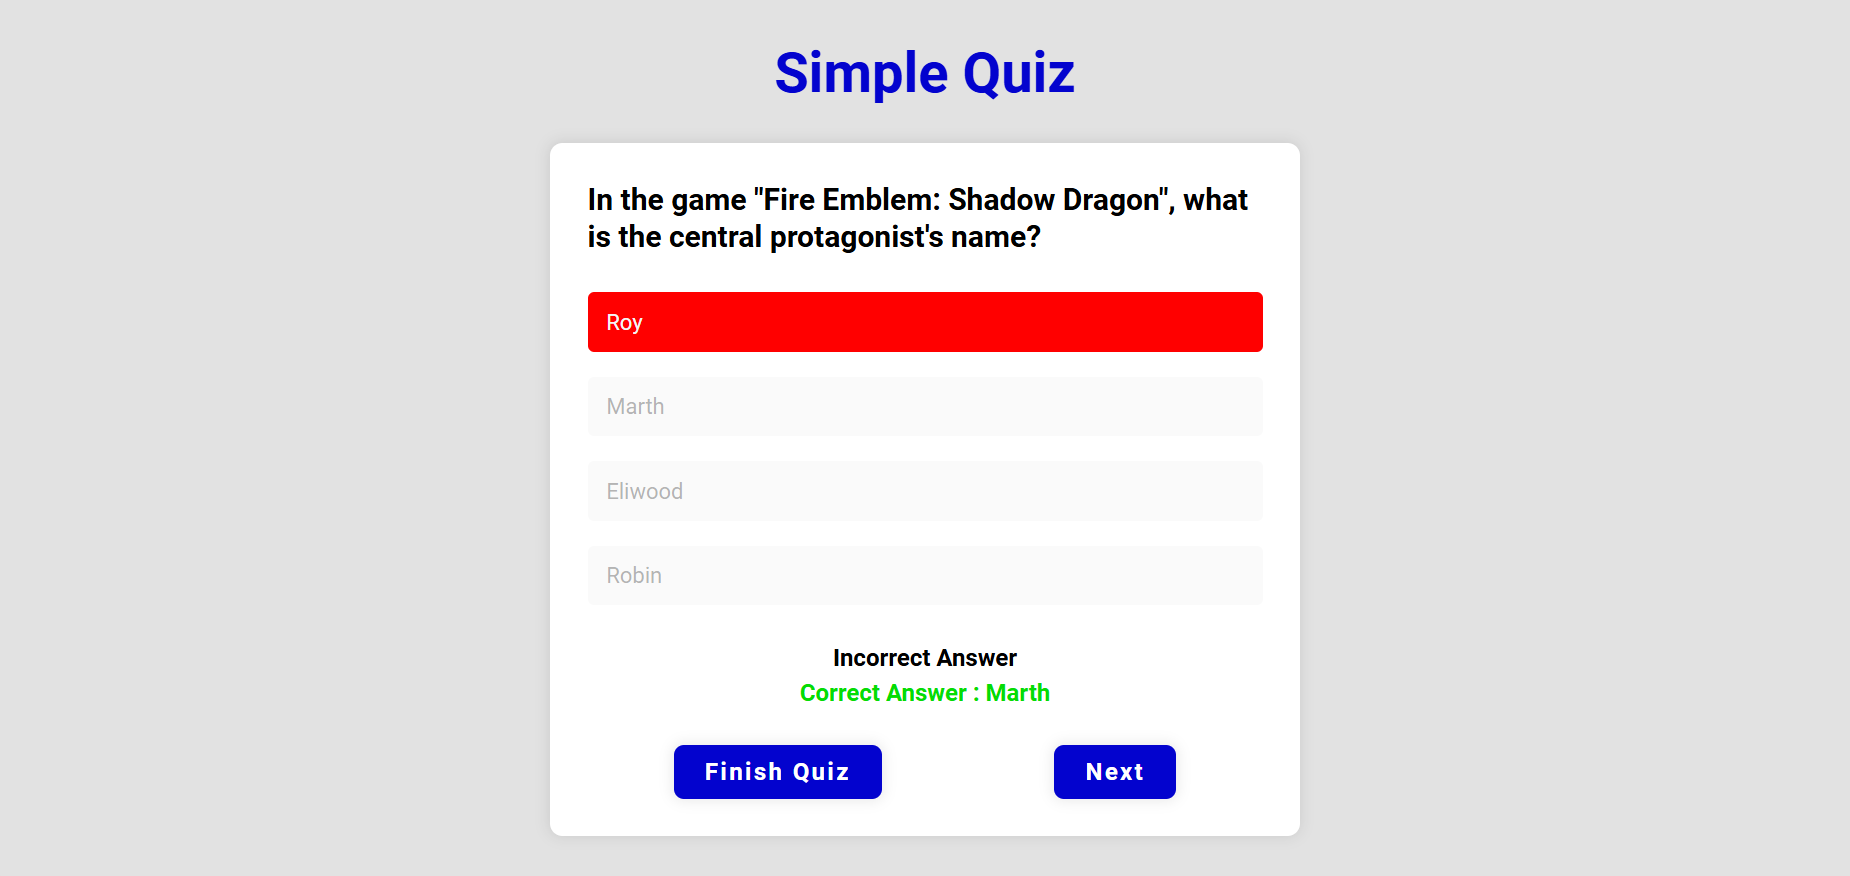 Simple Quiz
In the game "Fire Emblem: Shadow Dragon", what
is the central protagonist's name?
Roy
Marth
Eliwood
Robin
Incorrect Answer
Correct Answer : Marth
Finish Quiz
Next